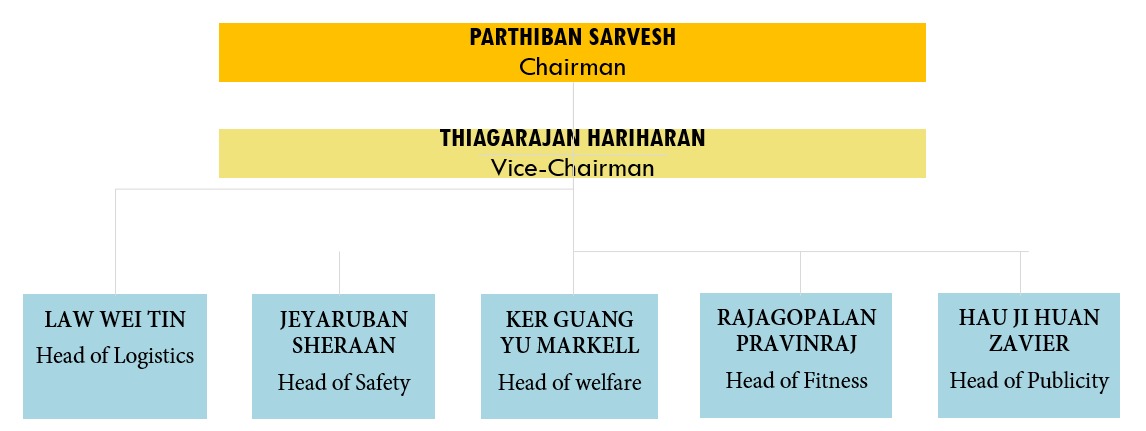 PARTHIBAN SARVESH
Chairman
THIAGARAJAN HARIHARAN
Vice-Chairman
LAW WEI TIN
Head of Logistics
JEYARUBAN
SHERAAN
Head of Safety
KER GUANG
YU MARKELL
Head of welfare
RAJAGOPALAN
PRAVINRAJ
Head of Fitness
HAU JI HUAN
ZAVIER
Head of Publicity